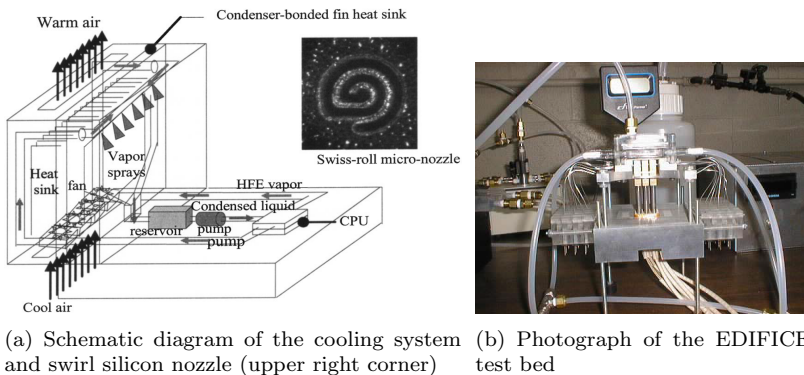 Condenser-bonded fin heat sink
Warm air
Swiss-roll micro-nozzle
Vapor
sprays
Heat
sink
fan
HFE vapor
Condensed liquid
CPU
reservoir
pump
pump
Cool air
(a) Schematic diagram of the cooling system
and swirl silicon nozzle (upper right corner)
(b) Photograph of the EDIFICE
test bed